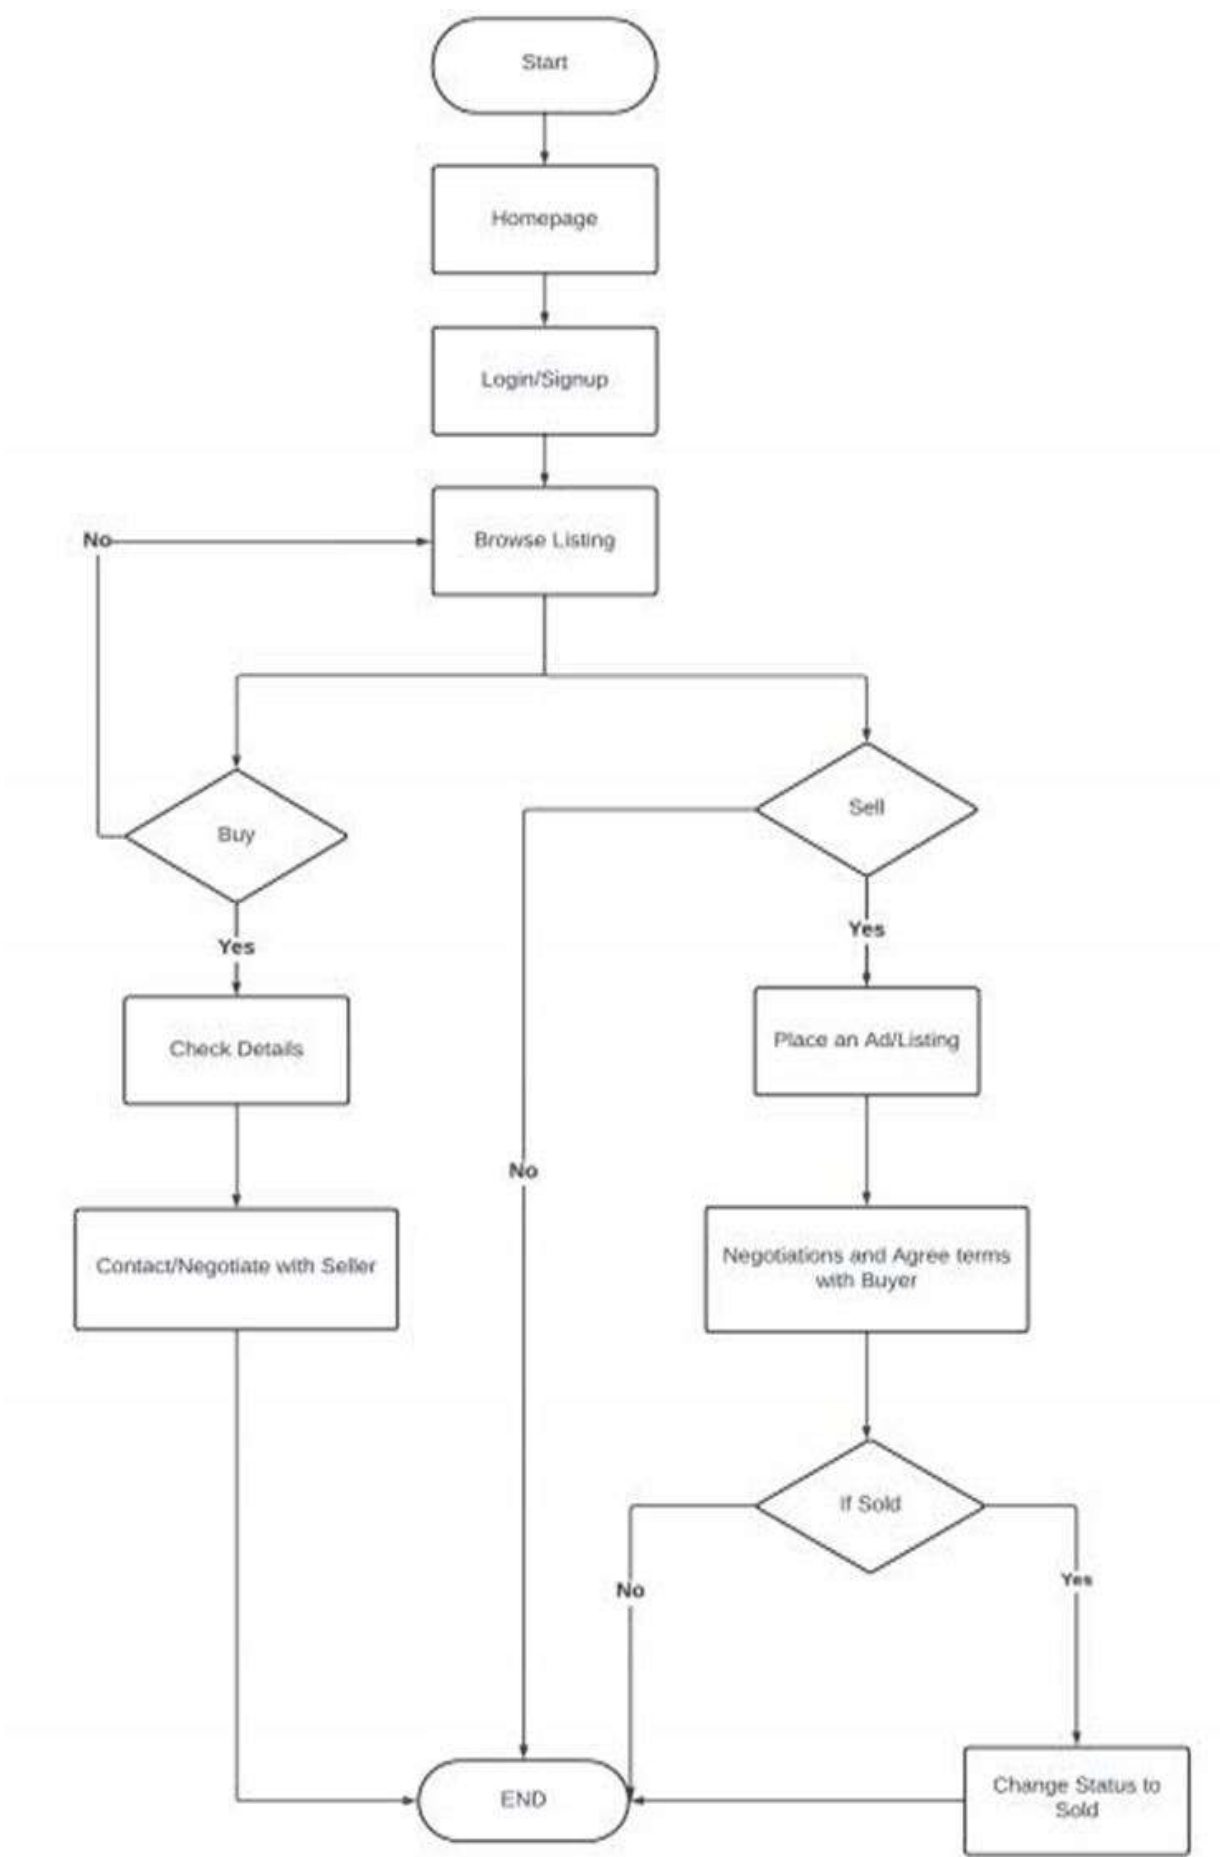 Start
Homepage
Login/Signup
Browse Listing
No
Buy
Sell
Yes
Yes
Check Details
Place an Ad/Listing
No
Contact/Negotiate with Seller
Negotiations and Agree terms
with Buyer
If Sold
No
Yes
END
Change Status to
Sold